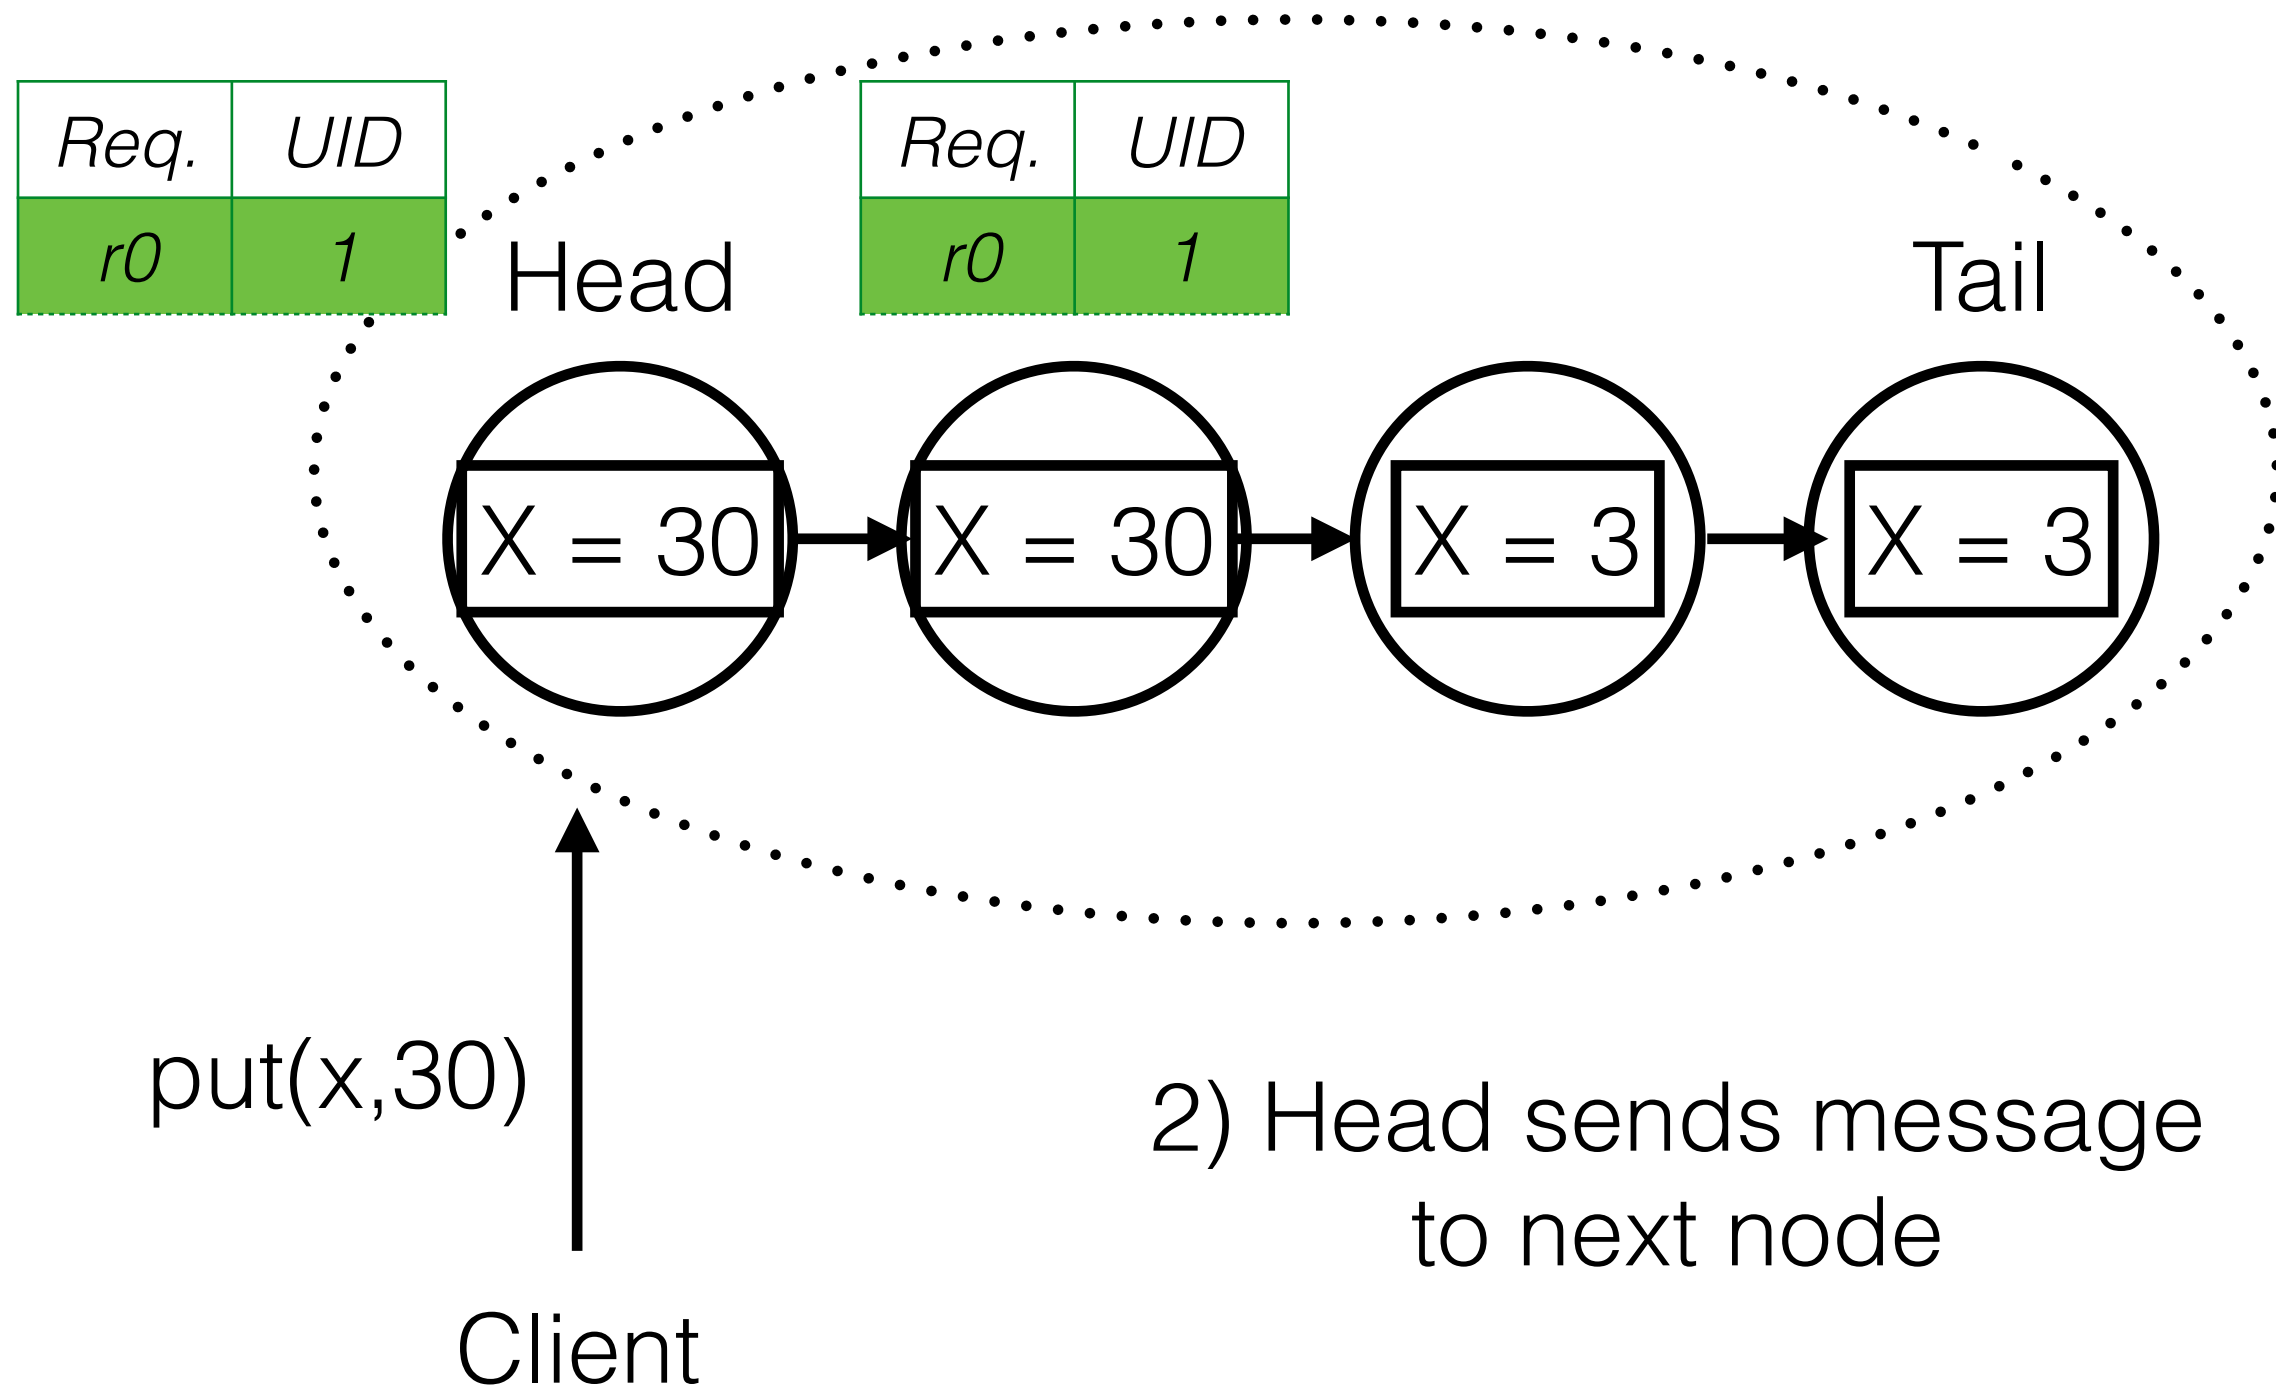 Req. UID
r0 1
Req. UID
r0 1
Head
Tail
X = 30
X = 30
X = 3
X = 3
put(x,30)
2) Head sends message
to next node
Client